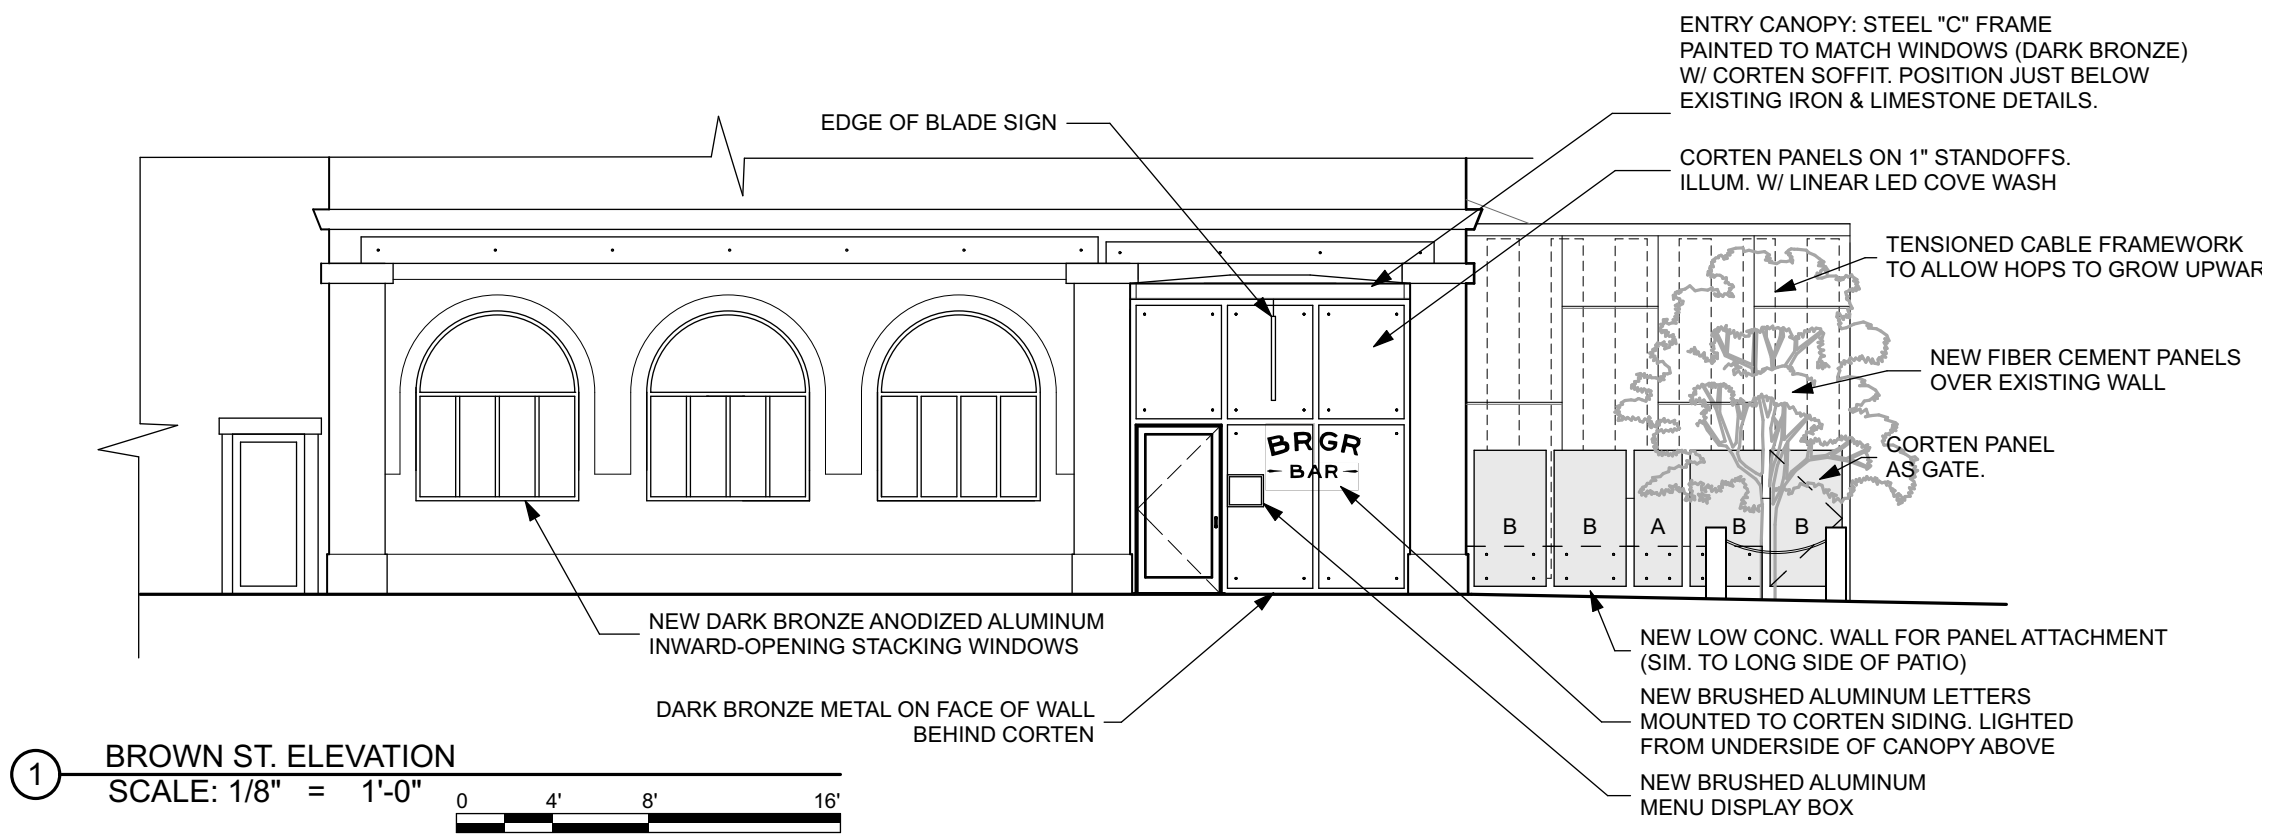 ENTRY CANOPY: STEEL "C" FRAME
PAINTED TO MATCH WINDOWS (DARK BRONZE)
W/ CORTEN SOFFIT. POSITION JUST BELOW
EXISTING IRON & LIMESTONE DETAILS.
EDGE OF BLADE SIGN
CORTEN PANELS ON 1" STANDOFFS.
ILLUM. W/ LINEAR LED COVE WASH
TENSIONED CABLE FRAMEWORK
TO ALLOW HOPS TO GROW UPWAR
NEW FIBER CEMENT PANELS
OVER EXISTING WALL
CORTEN PANEL
AS GATE.
BRGR
BAR
B B A B B
NEW DARK BRONZE ANODIZED ALUMINUM
INWARD-OPENING STACKING WINDOWS
NEW LOW CONC. WALL FOR PANEL ATTACHMENT
(SIM. TO LONG SIDE OF PATIO)
DARK BRONZE METAL ON FACE OF WALL
BEHIND CORTEN
NEW BRUSHED ALUMINUM LETTERS
MOUNTED TO CORTEN SIDING. LIGHTED
FROM UNDERSIDE OF CANOPY ABOVE
NEW BRUSHED ALUMINUM
MENU DISPLAY BOX
1 BROWN ST. ELEVATION
SCALE: 1/8" = 1'-0"
0 4' 8' 16'